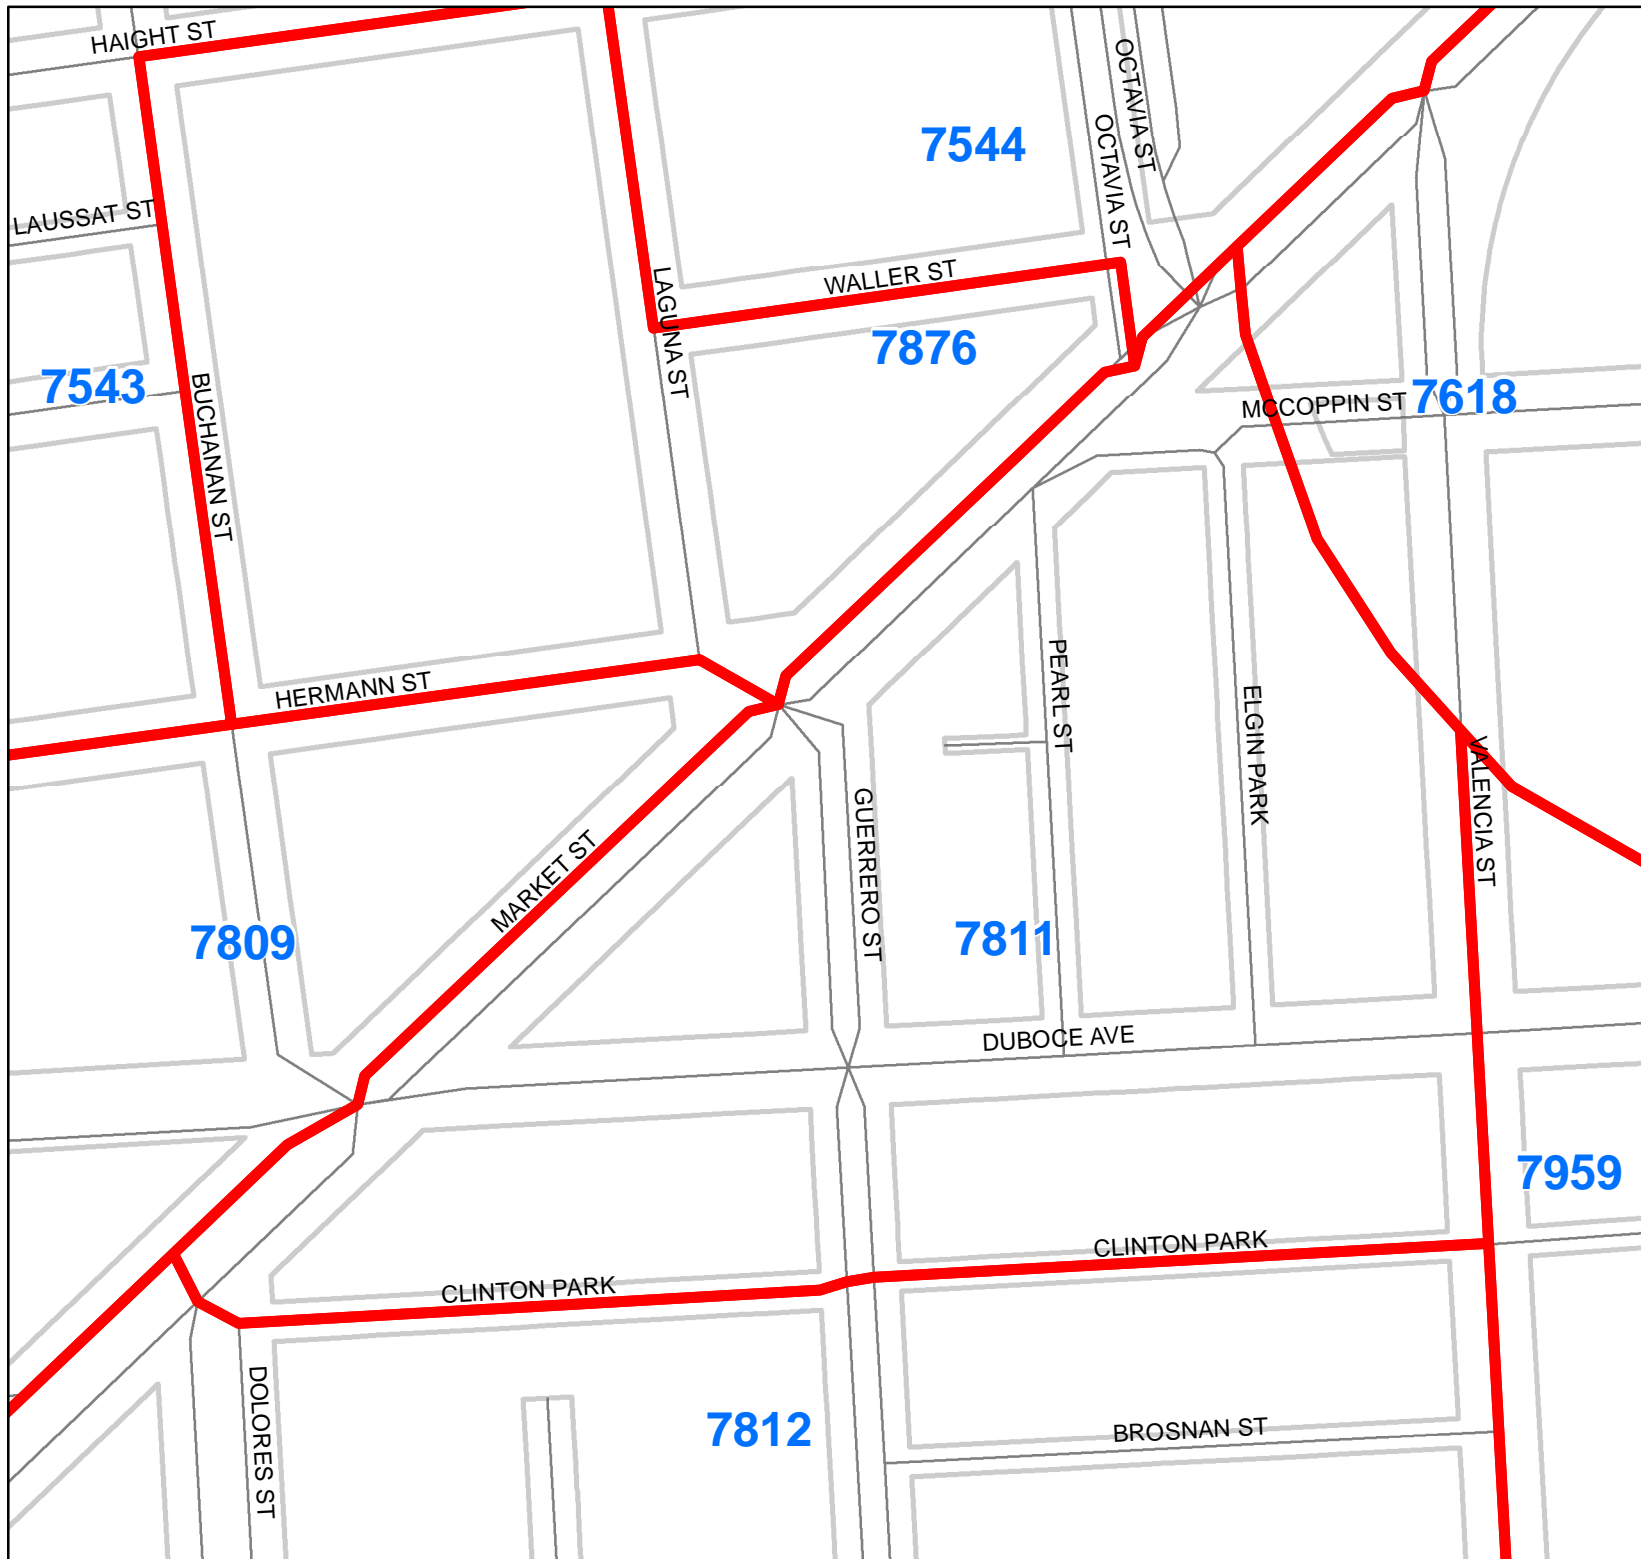 HAIGHT ST
OCTAVIA ST
OCTAVIA ST
7544
LAUSSAT ST
WALLER ST
LAGUNA ST
7876
7543
BUCHANAN ST
MCCOPPIN ST
7618
HERMANN ST
PEARL ST
ELGIN PARK
VALENCIA ST
MARKET ST
GUERRERO ST
7809
7811
DUBOCE AVE
7959
CLINTON PARK
CLINTON PARK
DOLORES ST
7812
BROSNAN ST